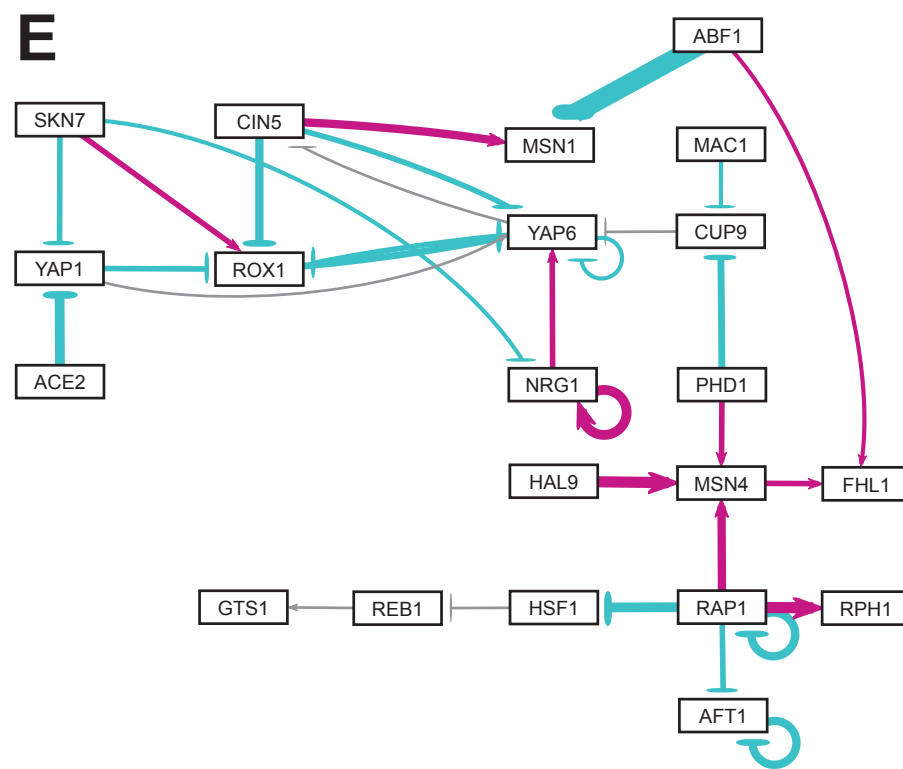 E
ABF1
SKN7
CIN5
MSN1
MAC1
YAP6
CUP9
YAP1
ROX1
ACE2
NRG1
PHD1
HAL9
MSN4
FHL1
GTS1
REB1
HSF1
RAP1
RPH1
AFT1